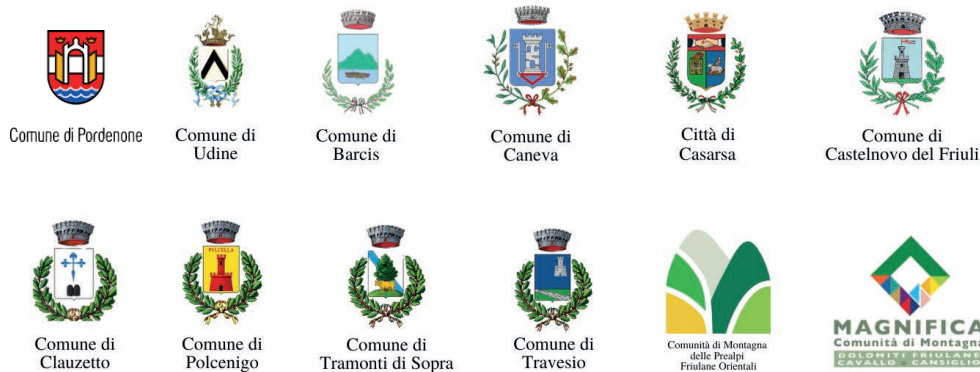 Comune di Pordenone
Comune di
Udine
Comune di
Barcis
Comune di
Caneva
Città di
Casarsa
Comune di
Castelnovo del Friuli
PVLCELLA
Comune di
Clauzetto
Comune di
Polcenigo
Comune di
Tramonti di Sopra
Comune di
Travesio
Comunità di Montagna
delle Prealpi
Friulane Orientali
MAGNIFICA
Comunità di Montagna
DOLOMITI FRIULANE
CAVALLO e CANSIGLIO